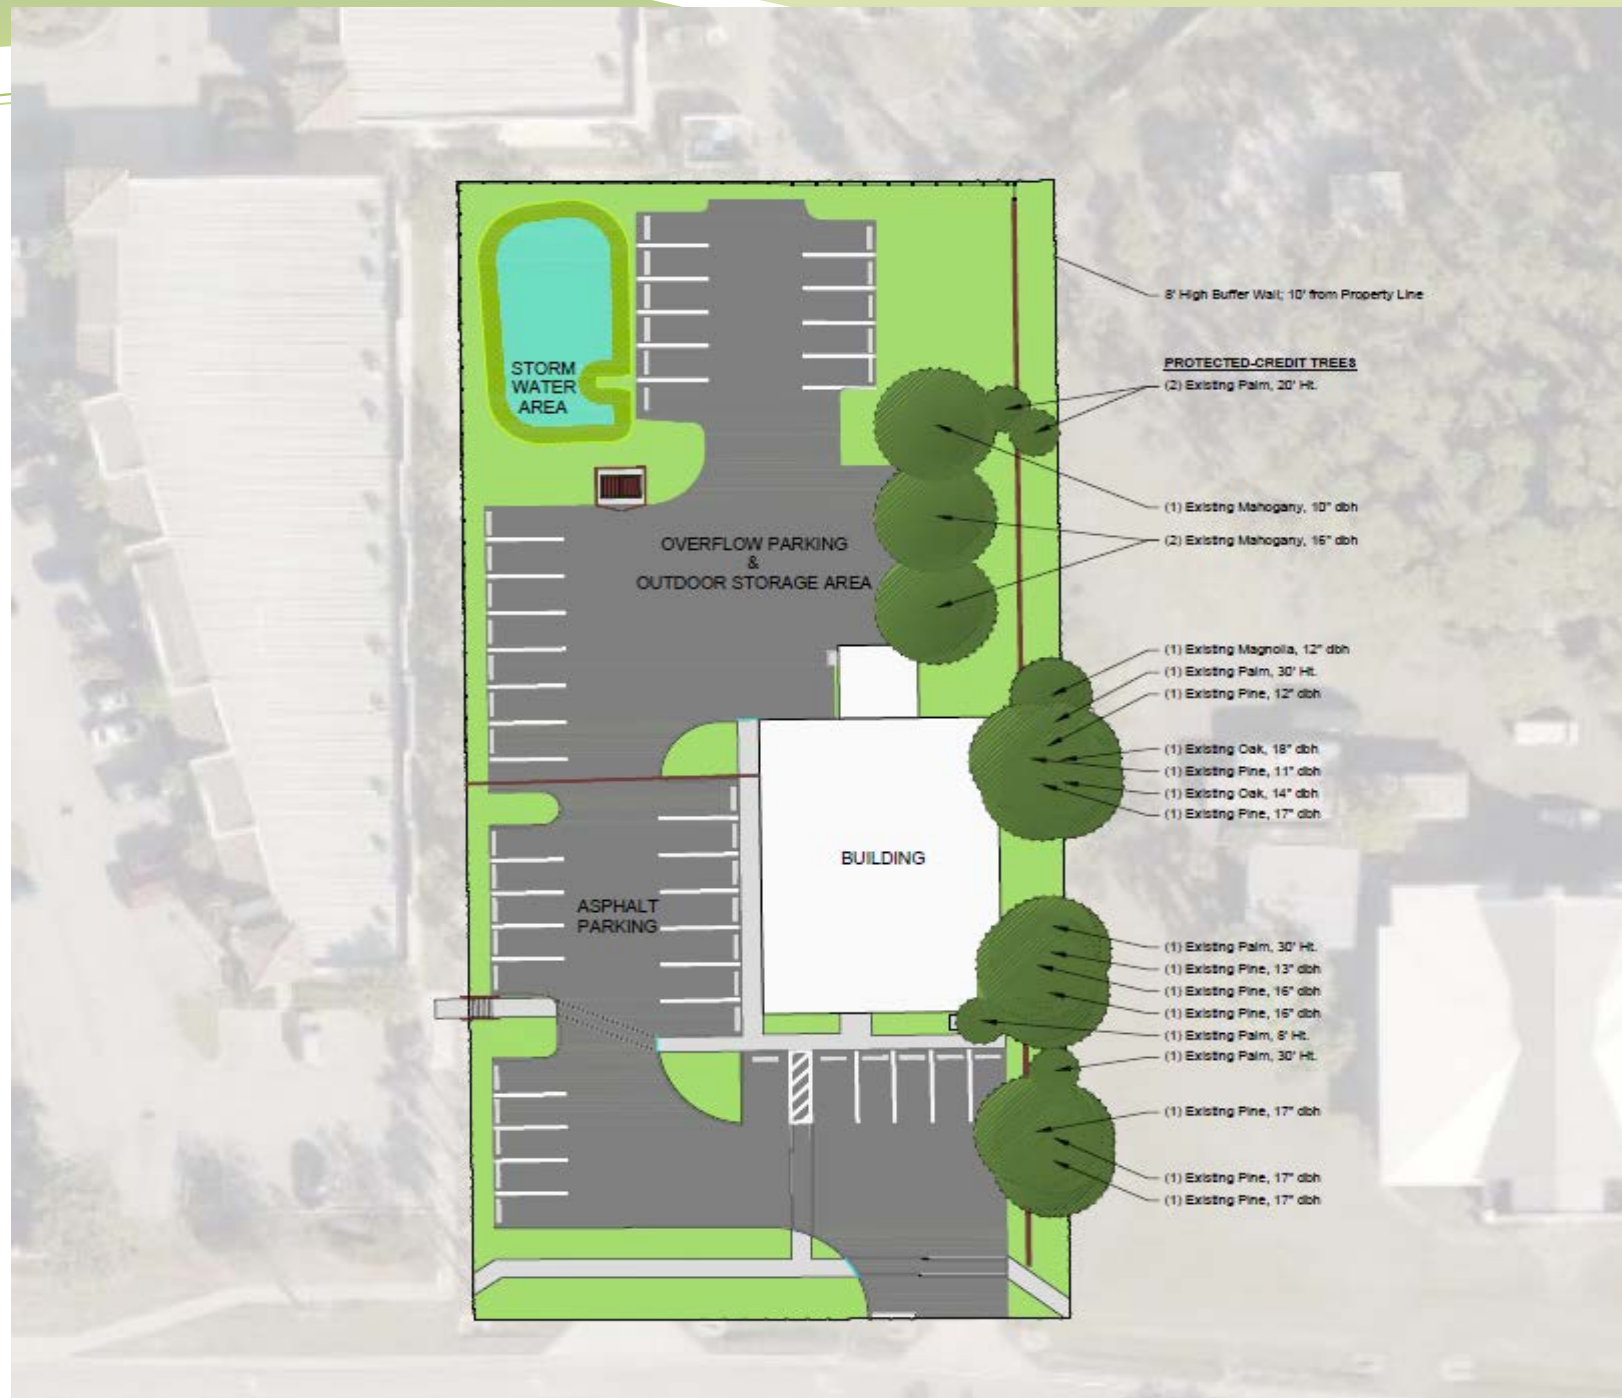 8' High Buffer Wall; 10' from Property Line
PROTECTED-CREDIT TREES
(2) Existing Palm, 20' Ht.
STORM
WATER
AREA
(1) Existing Mahogany, 10" dbh
(2) Existing Mahogany, 16" dbh
OVERFLOW PARKING
&
OUTDOOR STORAGE AREA
(1) Existing Magnolia, 12" dbh
(1) Existing Palm, 30' Ht.
(1) Existing Pine, 12" dbh
(1) Existing Oak, 18" dbh
(1) Existing Pine, 11" dbh
(1) Existing Oak, 14" dbh
(1) Existing Pine, 17" dbh
BUILDING
ASPHALT
PARKING
(1) Existing Palm, 30' Ht.
(1) Existing Pine, 13" dbh
(1) Existing Pine, 16" dbh
(1) Existing Pine, 16" dbh
(1) Existing Palm, 8' Ht.
(1) Existing Palm, 30' Ht.
(1) Existing Pine, 17" dbh
(1) Existing Pine, 17" dbh
(1) Existing Pine, 17" dbh